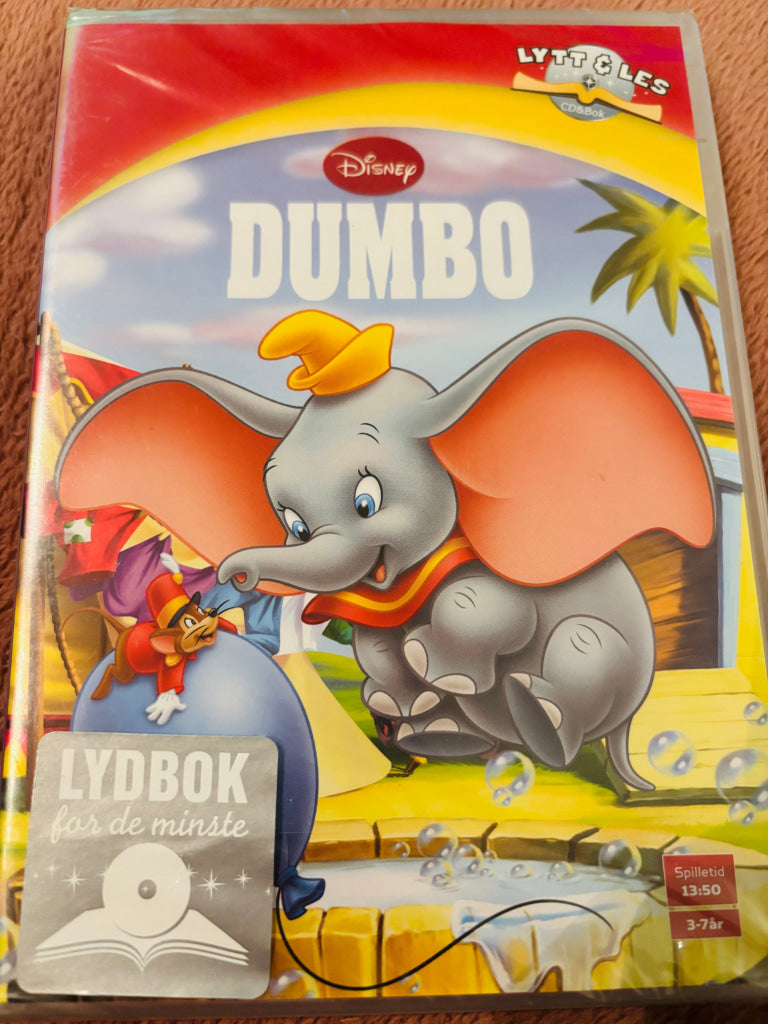 LYTT & LES
CD&Bok
Disney
DUMBO
LYDBOK
for de minste
Spilletid
13:50
3-7år